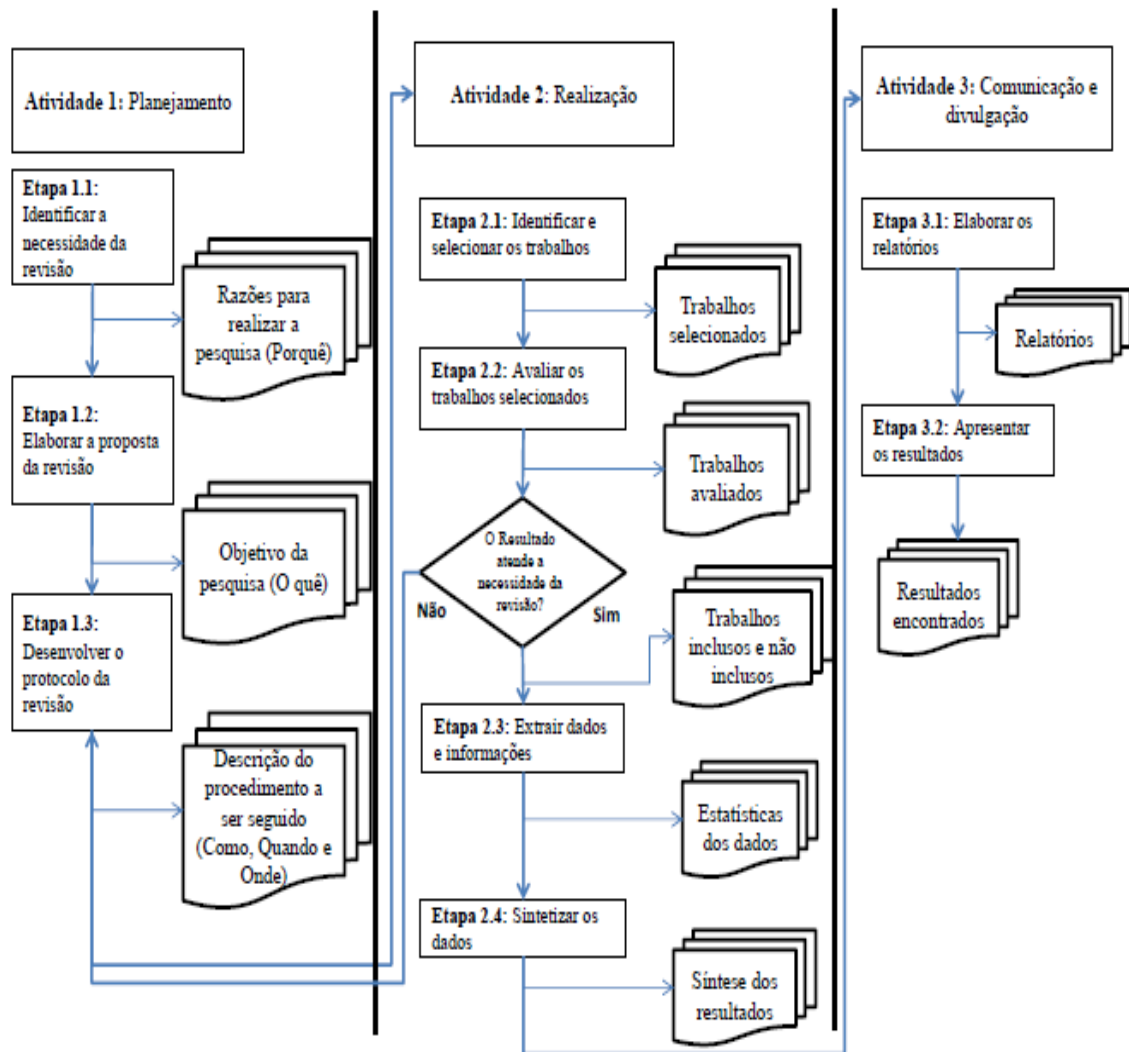 Atividade 1: Planejamento
Etapa 1.1:
Identificar a
necessidade da
revisão
Razões para
realizar a
pesquisa (Porquê)
Etapa 1.2:
Elaborar a proposta
da revisão
Objetivo da
pesquisa (O quê)
Etapa 1.3:
Desenvolver o
protocolo da
revisão
Descrição do
procedimento a
ser seguido
(Como, Quando e
Onde)
Atividade 2: Realização
Etapa 2.1: Identificar e
selecionar os trabalhos
Trabalhos
selecionados
Etapa 2.2: Avaliar os
trabalhos selecionados
Trabalhos
avaliados
O Resultado
atende a
necessidade da
revisão?
Não
Sim
Trabalhos
inclusos e não
inclusos
Etapa 2.3: Extrair dados
e informações
Estatísticas
dos dados
Etapa 2.4: Sintetizar os
dados
Síntese dos
resultados
Atividade 3: Comunicação e
divulgação
Etapa 3.1: Elaborar os
relatórios
Relatórios
Etapa 3.2: Apresentar
os resultados
Resultados
encontrados